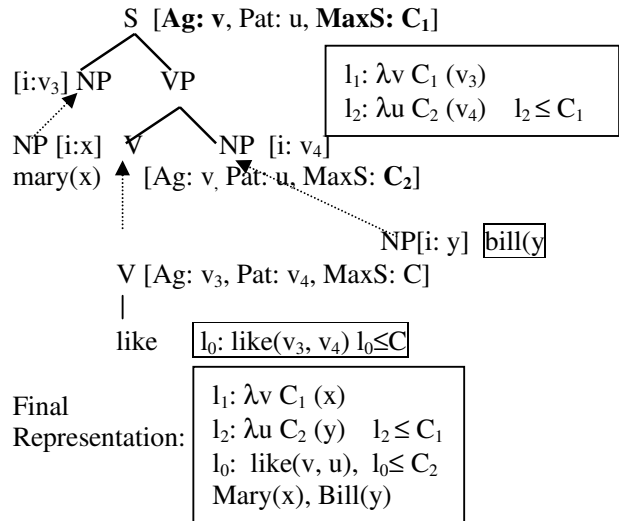 S [Ag: v, Pat: u, MaxS: C₁]
[i:v₃] NP VP
l₁: λv C₁ (v₃)
l₂: λu C₂ (v₄) l₂ ≤ C₁
NP [i:x] V NP [i: v₄]
mary(x) [Ag: v, Pat: u, MaxS: C₂]
NP[i: y] bill(y
V [Ag: v₃, Pat: v₄, MaxS: C]
like l₀: like(v₃, v₄) l₀≤C
Final
Representation:
l₁: λv C₁ (x)
l₂: λu C₂ (y) l₂ ≤ C₁
l₀: like(v, u), l₀≤ C₂
Mary(x), Bill(y)